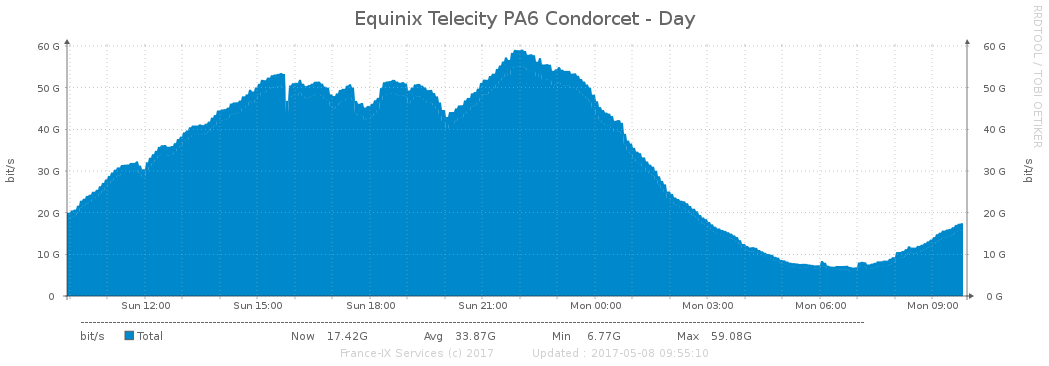 Equinix Telecity PA6 Condorcet - Day
RRDTOOL / TOBI OETIKER
60 G 60 G
50 G 50 G
40 G 40 G
30 G 30 G
20 G 20 G
10 G 10 G
0 0 G
bit/s
bit/s
Sun 12:00 Sun 15:00 Sun 18:00 Sun 21:00 Mon 00:00 Mon 03:00 Mon 06:00 Mon 09:00
bit/s Total Now 17.42G Avg 33.87G Min 6.77G Max 59.08G
France-IX Services (c) 2017 Updated : 2017-05-08 09:55:10